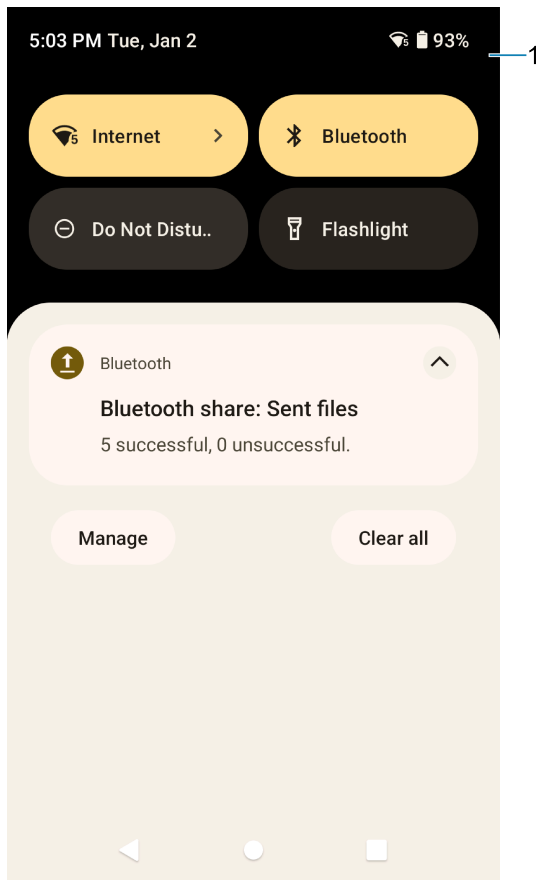 5:03 PM Tue, Jan 2 5 93%
1
Internet Bluetooth
Do Not Distu.. Flashlight
Bluetooth
Bluetooth share: Sent files
5 successful, 0 unsuccessful.
Manage Clear all